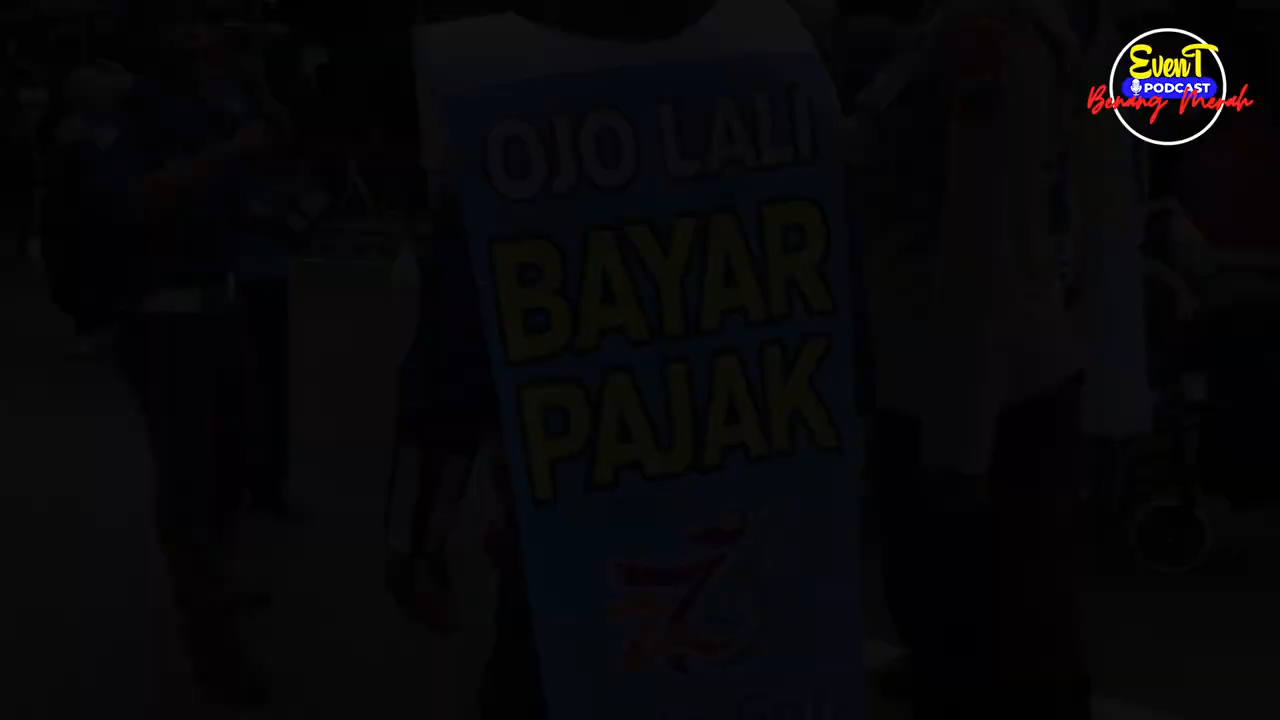 EvenT
PODCAST
Benang Merah
OJO LALI
BAYAR
PAJAK